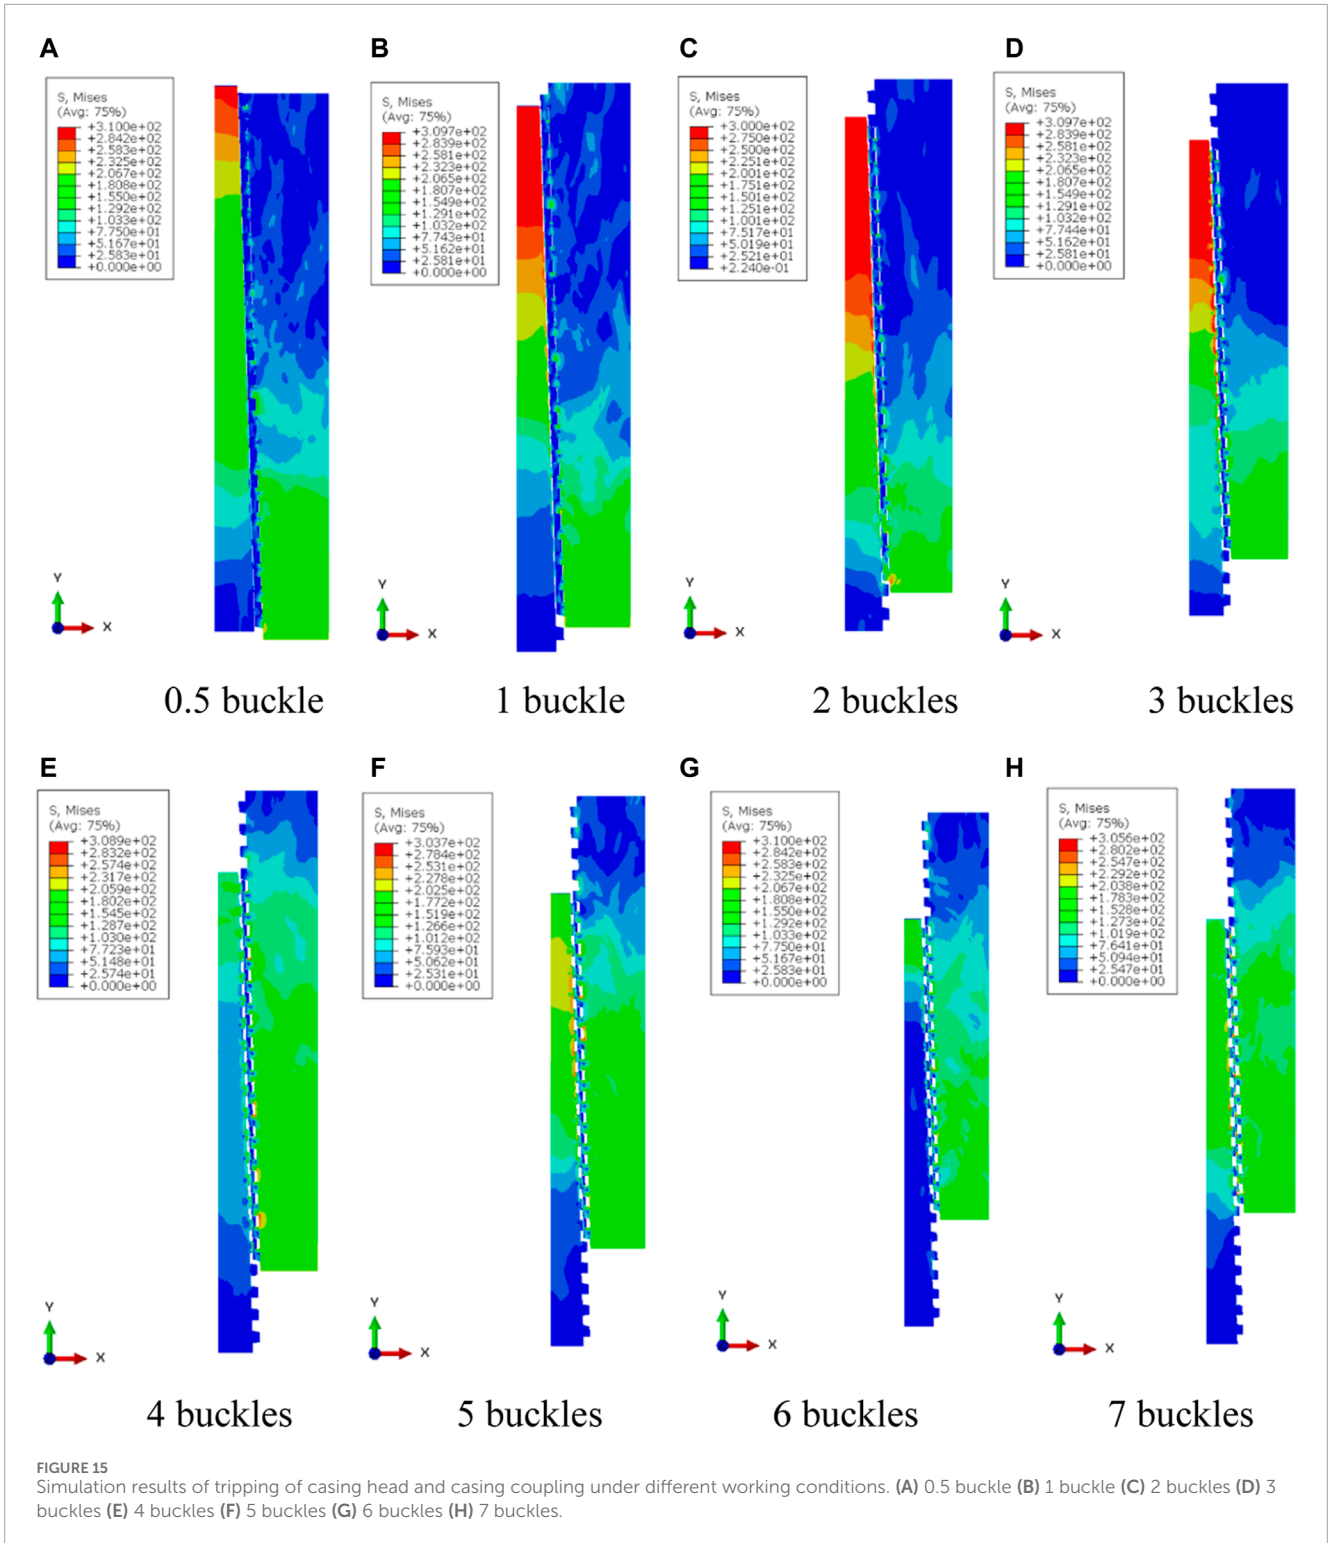 A
S, Mises
(Avg: 75%)
+3.100e+02
+2.842e+02
+2.583e+02
+2.325e+02
+2.067e+02
+1.808e+02
+1.550e+02
+1.292e+02
+1.033e+02
+7.750e+01
+5.167e+01
+2.583e+01
+0.000e+00
Y
X
0.5 buckle
B
S, Mises
(Avg: 75%)
+3.097e+02
+2.839e+02
+2.581e+02
+2.323e+02
+2.065e+02
+1.807e+02
+1.549e+02
+1.291e+02
+1.032e+02
+7.743e+01
+5.162e+01
+2.581e+01
+0.000e+00
Y
X
1 buckle
C
S, Mises
(Avg: 75%)
+3.000e+02
+2.750e+02
+2.500e+02
+2.251e+02
+2.001e+02
+1.751e+02
+1.501e+02
+1.251e+02
+1.001e+02
+7.517e+01
+5.019e+01
+2.521e+01
+2.240e-01
Y
X
2 buckles
D
S, Mises
(Avg: 75%)
+3.097e+02
+2.839e+02
+2.581e+02
+2.323e+02
+2.065e+02
+1.807e+02
+1.549e+02
+1.291e+02
+1.032e+02
+7.744e+01
+5.162e+01
+2.581e+01
+0.000e+00
Y
X
3 buckles
E
S, Mises
(Avg: 75%)
+3.089e+02
+2.832e+02
+2.574e+02
+2.317e+02
+2.059e+02
+1.802e+02
+1.545e+02
+1.287e+02
+1.030e+02
+7.723e+01
+5.148e+01
+2.574e+01
+0.000e+00
Y
X
4 buckles
F
S, Mises
(Avg: 75%)
+3.037e+02
+2.784e+02
+2.531e+02
+2.278e+02
+2.025e+02
+1.772e+02
+1.519e+02
+1.266e+02
+1.012e+02
+7.593e+01
+5.062e+01
+2.531e+01
+0.000e+00
Y
X
5 buckles
G
S, Mises
(Avg: 75%)
+3.100e+02
+2.842e+02
+2.583e+02
+2.325e+02
+2.067e+02
+1.808e+02
+1.550e+02
+1.292e+02
+1.033e+02
+7.750e+01
+5.167e+01
+2.583e+01
+0.000e+00
Y
X
6 buckles
H
S, Mises
(Avg: 75%)
+3.056e+02
+2.802e+02
+2.547e+02
+2.292e+02
+2.038e+02
+1.783e+02
+1.528e+02
+1.273e+02
+1.019e+02
+7.641e+01
+5.094e+01
+2.547e+01
+0.000e+00
Y
X
7 buckles
FIGURE 15
Simulation results of tripping of casing head and casing coupling under different working conditions. (A) 0.5 buckle (B) 1 buckle (C) 2 buckles (D) 3
buckles (E) 4 buckles (F) 5 buckles (G) 6 buckles (H) 7 buckles.